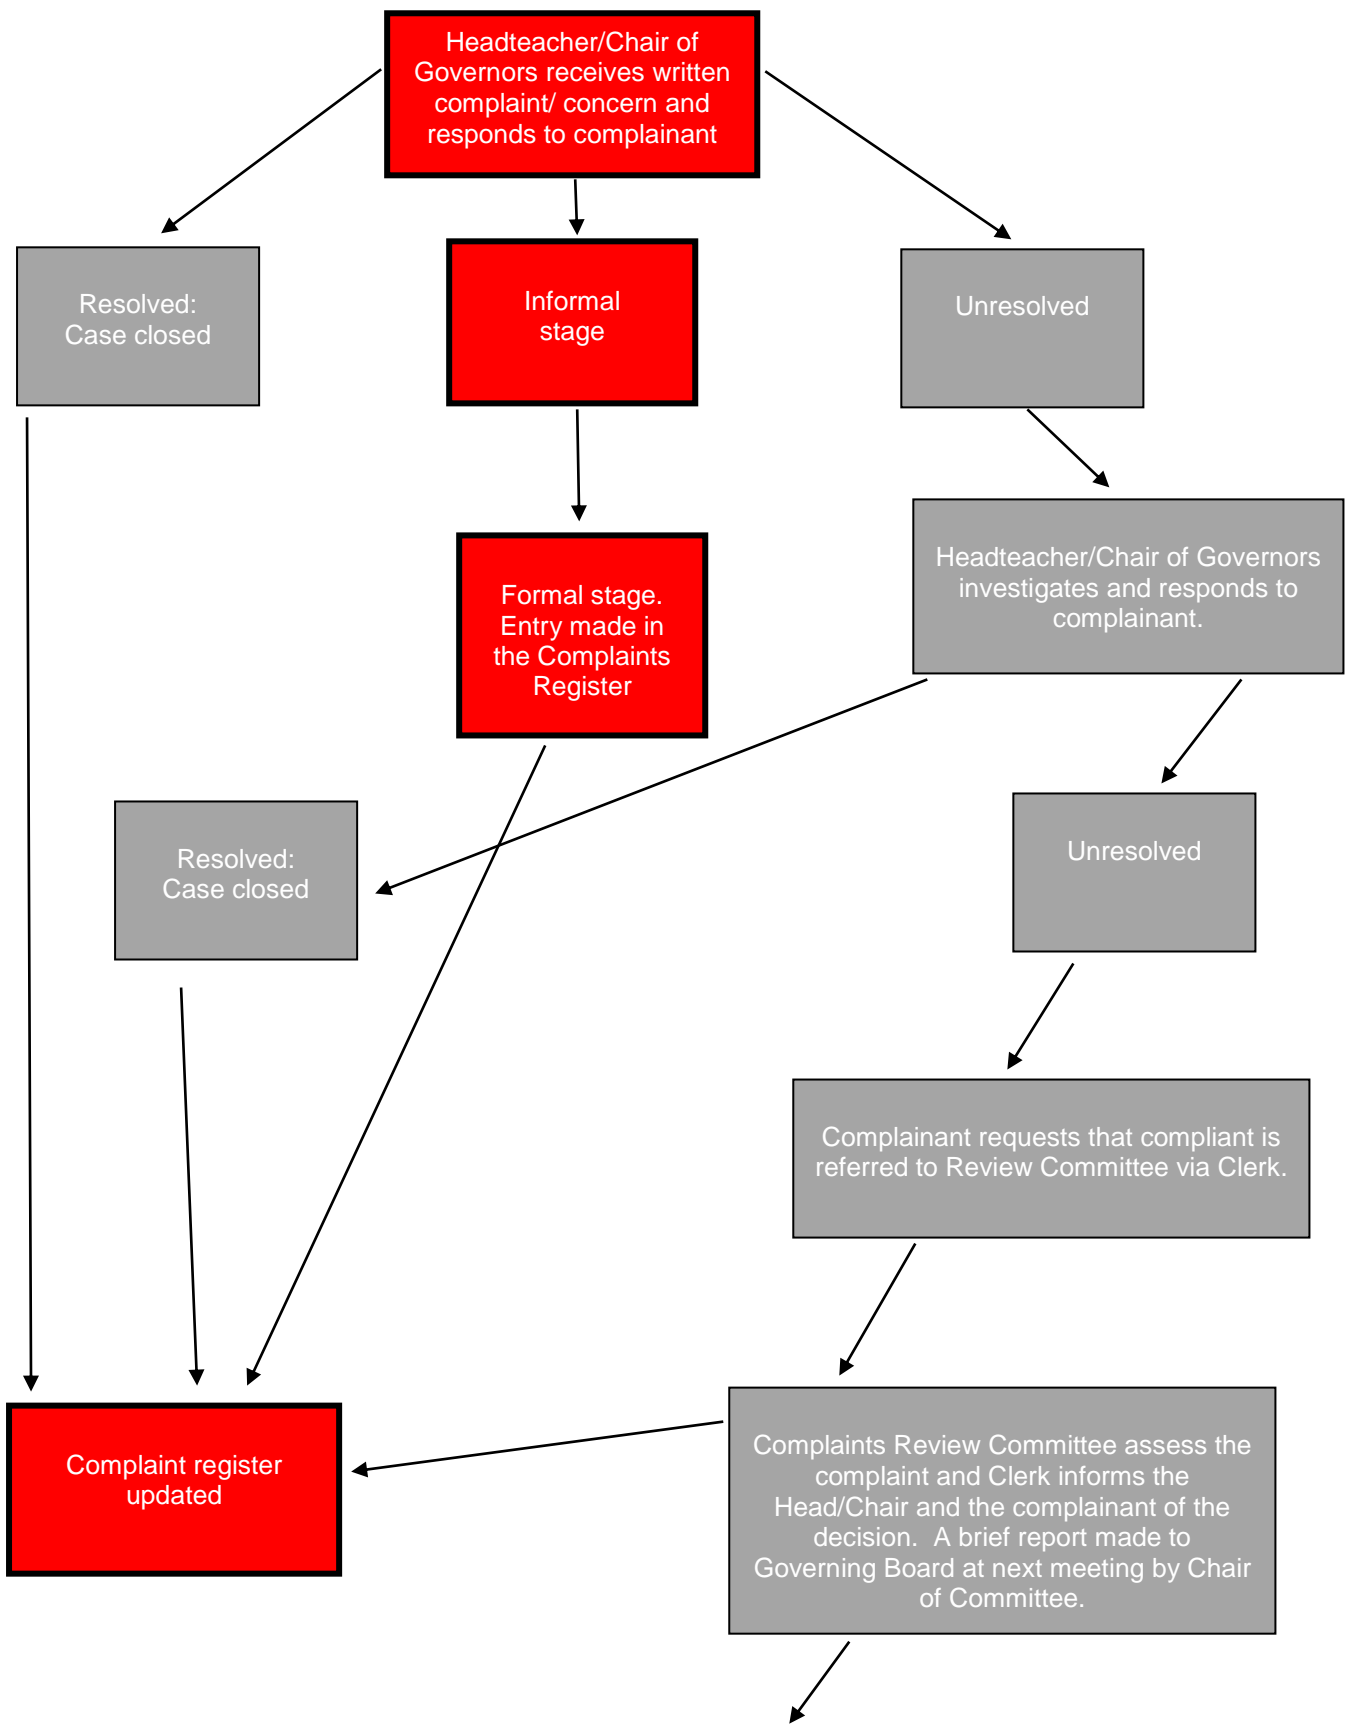 Headteacher/Chair of
Governors receives written
complaint/ concern and
responds to complainant
Resolved:
Case closed
Informal
stage
Unresolved
Headteacher/Chair of Governors
investigates and responds to
complainant.
Formal stage.
Entry made in
the Complaints
Register
Resolved:
Case closed
Unresolved
Complainant requests that compliant is
referred to Review Committee via Clerk.
Complaint register
updated
Complaints Review Committee assess the
complaint and Clerk informs the
Head/Chair and the complainant of the
decision.  A brief report made to
Governing Board at next meeting by Chair
of Committee.